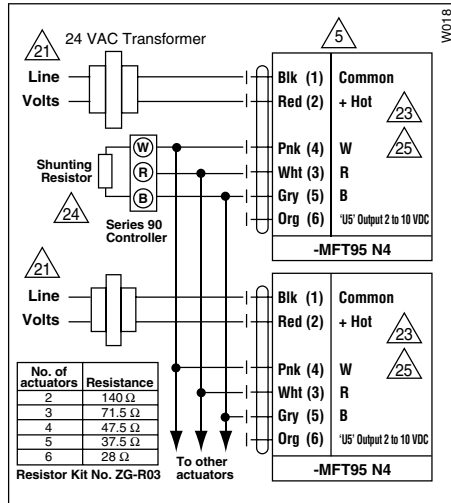 W018
21 24 VAC Transformer 5
Line Blk (1) Common
Volts Red (2) + Hot 23
W Pnk (4) W 25
Shunting Resistor R Wht (3) R
24 B Gry (5) B
Series 90 Controller Org (6) 'U5' Output 2 to 10 VDC
-MFT95 N4
21
Line Blk (1) Common
Volts Red (2) + Hot 23
Pnk (4) W 25
Wht (3) R
Gry (5) B
Org (6) 'U5' Output 2 to 10 VDC
-MFT95 N4
No. of actuators Resistance
2 140 Ω
3 71.5 Ω
4 47.5 Ω
5 37.5 Ω
6 28 Ω
Resistor Kit No. ZG-R03
To other actuators